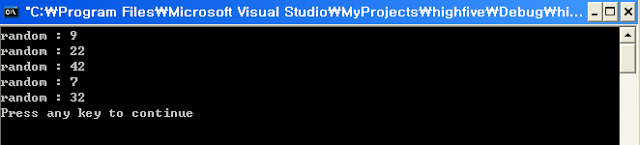 "C:₩Program Files₩Microsoft Visual Studio₩MyProjects₩highfive₩Debug₩hi...
random : 9
random : 22
random : 42
random : 7
random : 32
Press any key to continue